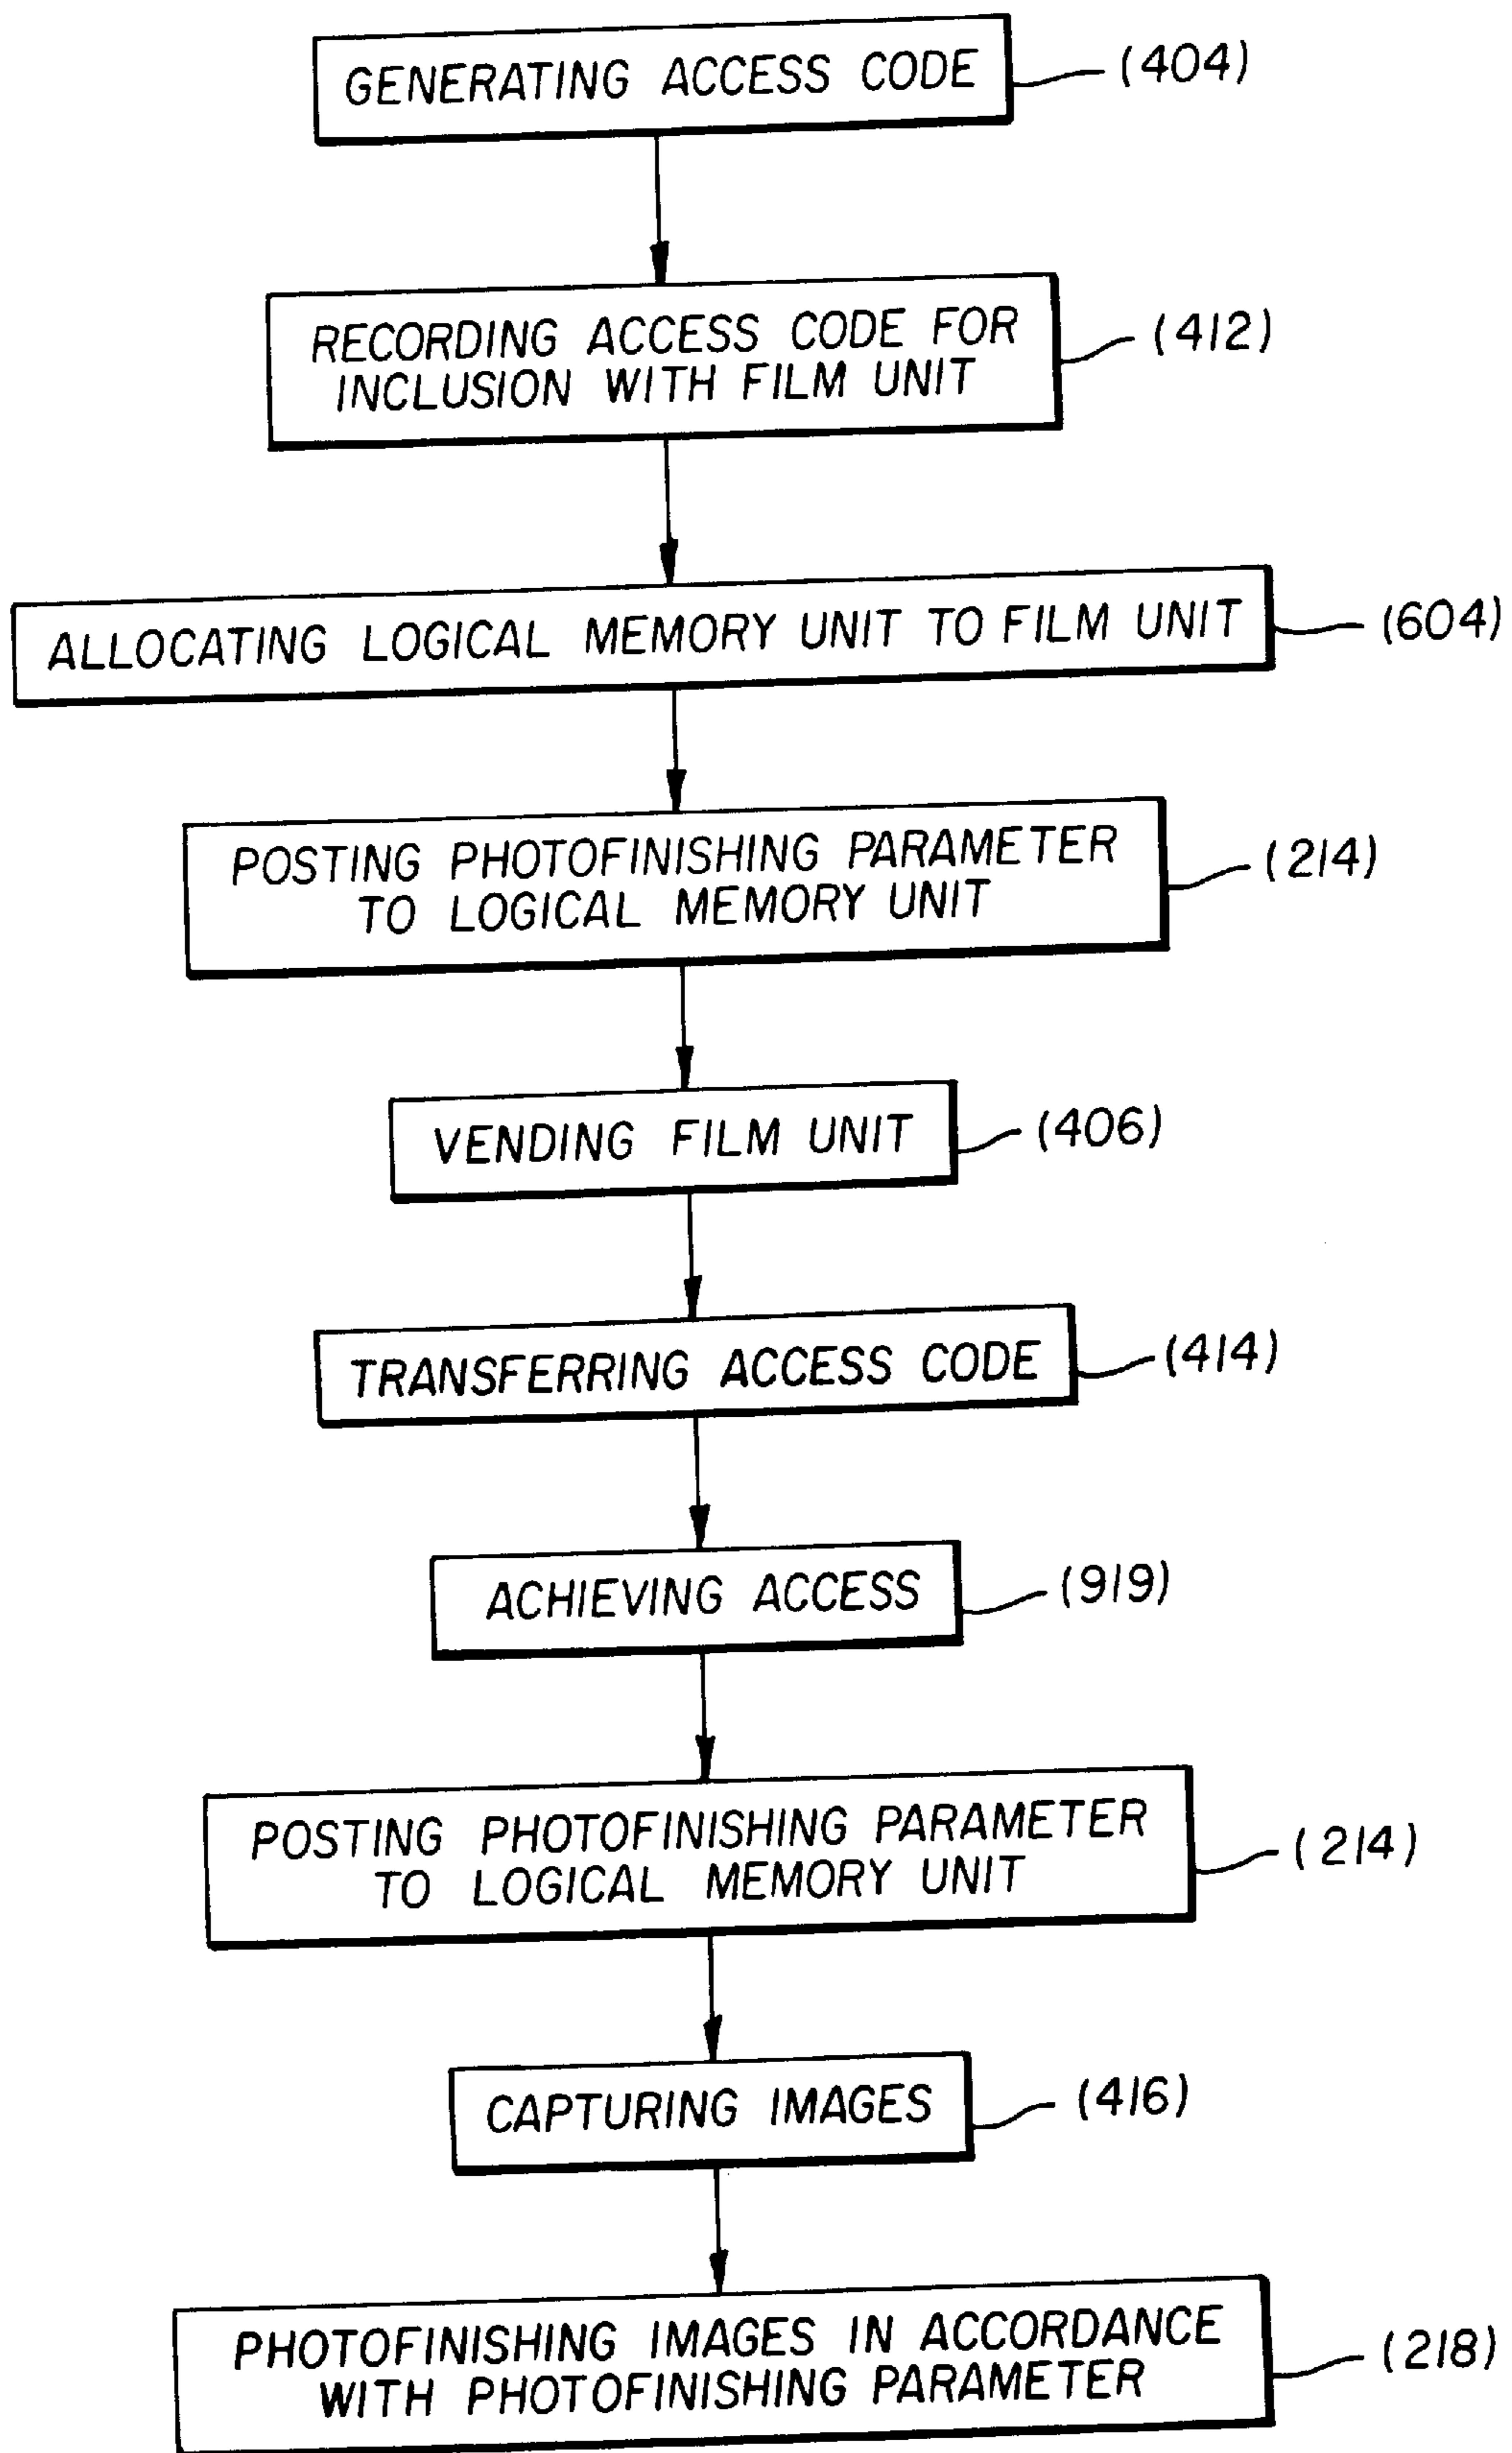 GENERATING ACCESS CODE (404)
RECORDING ACCESS CODE FOR
INCLUSION WITH FILM UNIT (412)
ALLOCATING LOGICAL MEMORY UNIT TO FILM UNIT (604)
POSTING PHOTOFINISHING PARAMETER
TO LOGICAL MEMORY UNIT (214)
VENDING FILM UNIT (406)
TRANSFERRING ACCESS CODE (414)
ACHIEVING ACCESS (919)
POSTING PHOTOFINISHING PARAMETER
TO LOGICAL MEMORY UNIT (214)
CAPTURING IMAGES (416)
PHOTOFINISHING IMAGES IN ACCORDANCE
WITH PHOTOFINISHING PARAMETER (218)